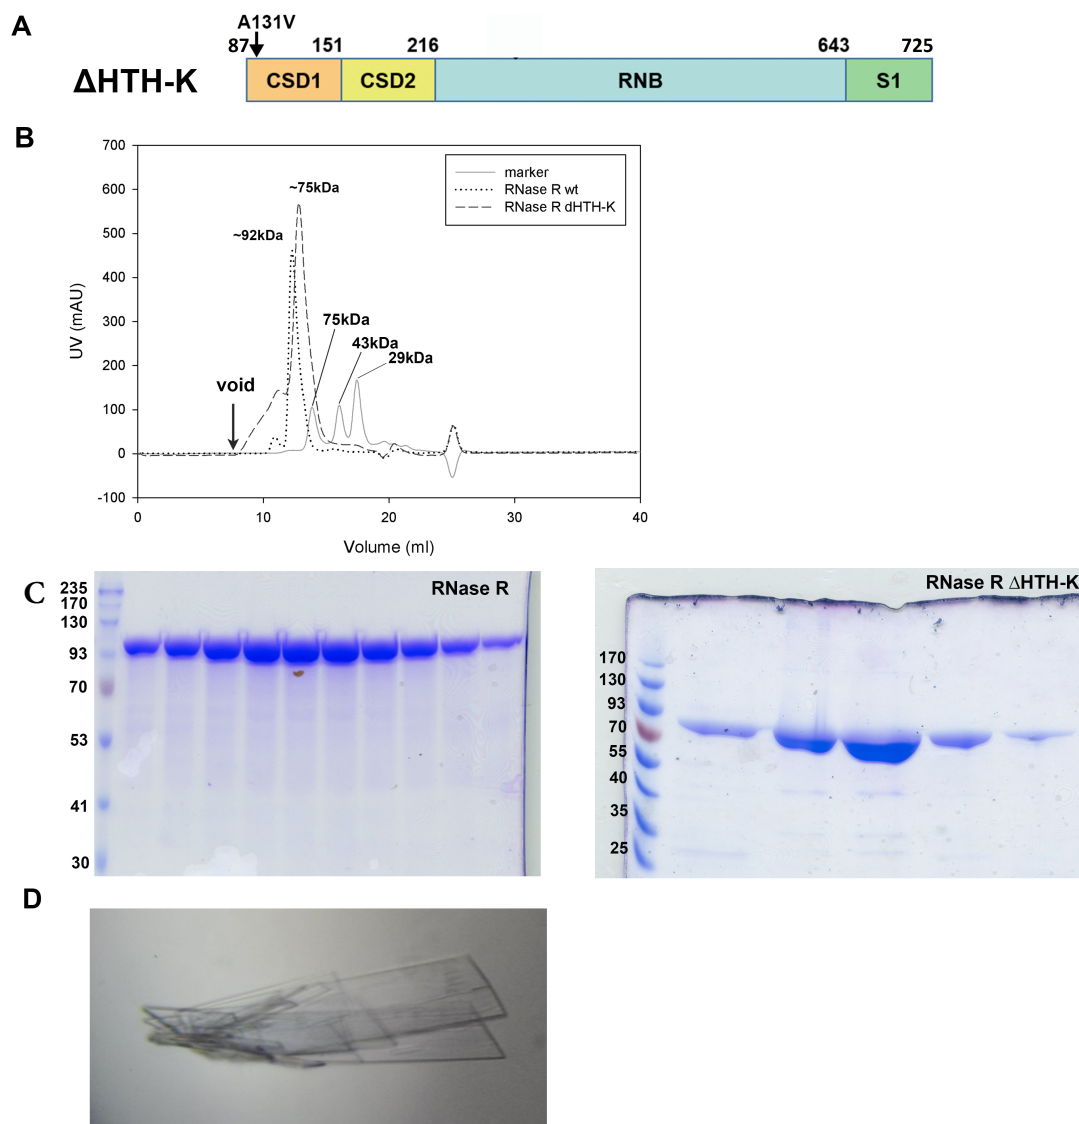 A
A131V
87 151 216 643 725
ΔHTH-K
CSD1 CSD2 RNB S1
B
700
600
500
400
300
200
100
0
-100
UV (mAU)
~75kDa
~92kDa
75kDa
43kDa
29kDa
void
marker
RNase R wt
RNase R dHTH-K
0 10 20 30 40
Volume (ml)
C
RNase R
235
170
130
93
70
53
41
30
RNase R ΔHTH-K
170
130
93
70
55
40
35
25
D